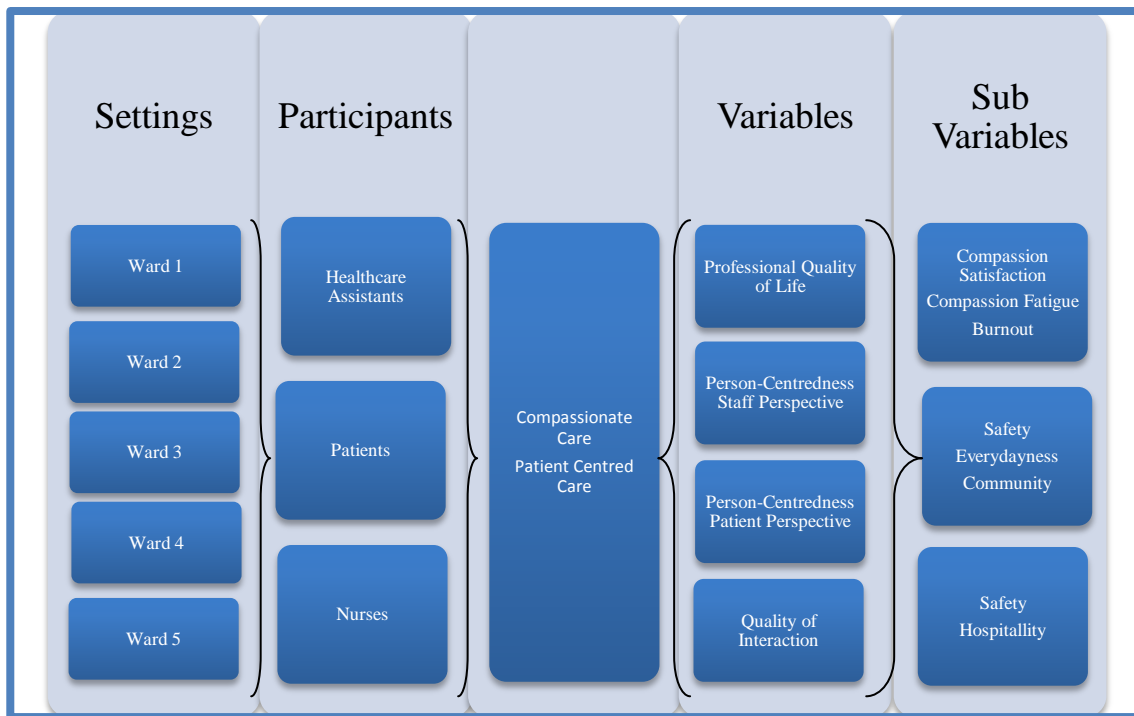 Settings
Participants
Variables
Sub
Variables
Ward 1
Ward 2
Ward 3
Ward 4
Ward 5
Healthcare
Assistants
Patients
Nurses
Compassionate
Care
Patient Centred
Care
Professional Quality
of Life
Person-Centredness
Staff Perspective
Person-Centredness
Patient Perspective
Quality of
Interaction
Compassion
Satisfaction
Compassion Fatigue
Burnout
Safety
Everydayness
Community
Safety
Hospitallity